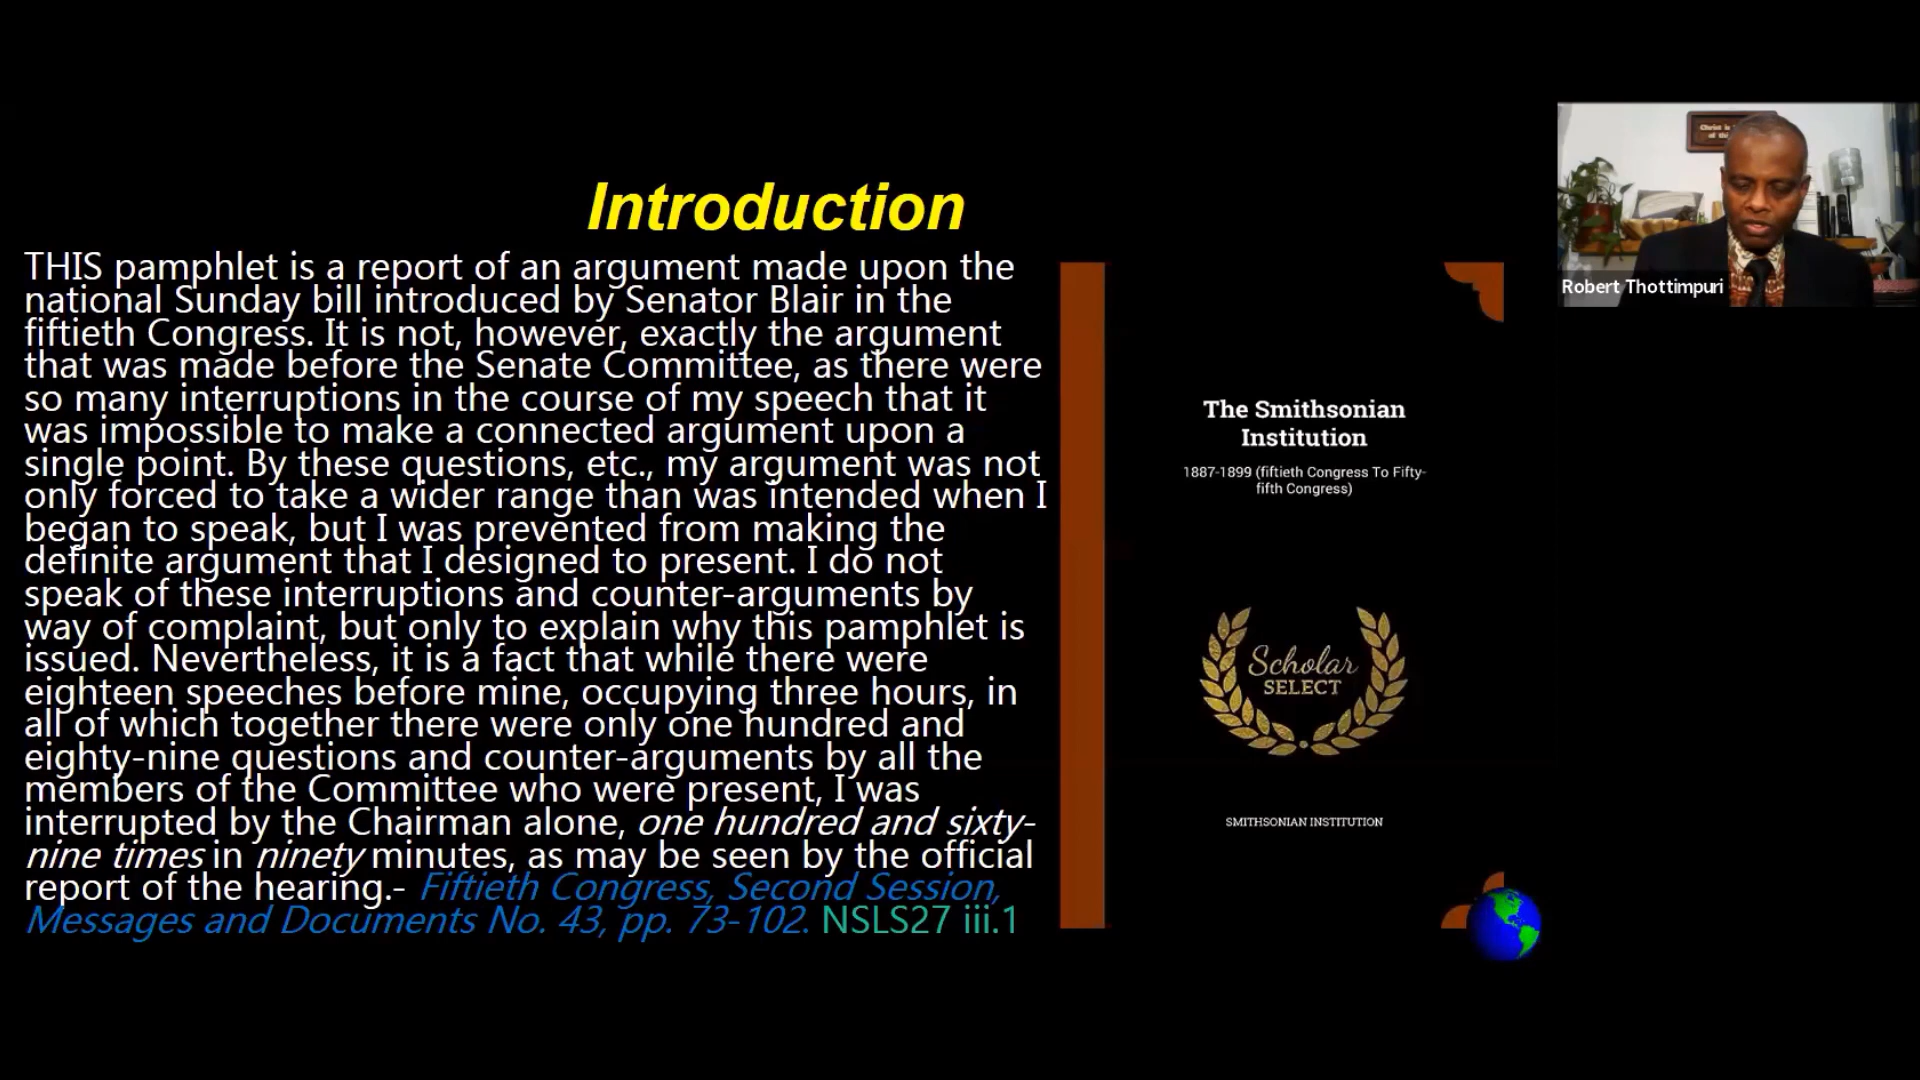 Introduction
THIS pamphlet is a report of an argument made upon the
national Sunday bill introduced by Senator Blair in the
fiftieth Congress. It is not, however, exactly the argument
that was made before the Senate Committee, as there were
so many interruptions in the course of my speech that it
was impossible to make a connected argument upon a
single point. By these questions, etc., my argument was not
only forced to take a wider range than was intended when I
began to speak, but I was prevented from making the
definite argument that I designed to present. I do not
speak of these interruptions and counter-arguments by
way of complaint, but only to explain why this pamphlet is
issued. Nevertheless, it is a fact that while there were
eighteen speeches before mine, occupying three hours, in
all of which together there were only one hundred and
eighty-nine questions and counter-arguments by all the
members of the Committee who were present, I was
interrupted by the Chairman alone, one hundred and sixty-
nine times in ninety minutes, as may be seen by the official
report of the hearing.- Fiftieth Congress, Second Session,
Messages and Documents No. 43, pp. 73-102. NSLS27 iii.1
The Smithsonian
Institution
1887-1899 (fiftieth Congress To Fifty-
fifth Congress)
Scholar
SELECT
SMITHSONIAN INSTITUTION
Christ is
of th
Robert Thottimpuri